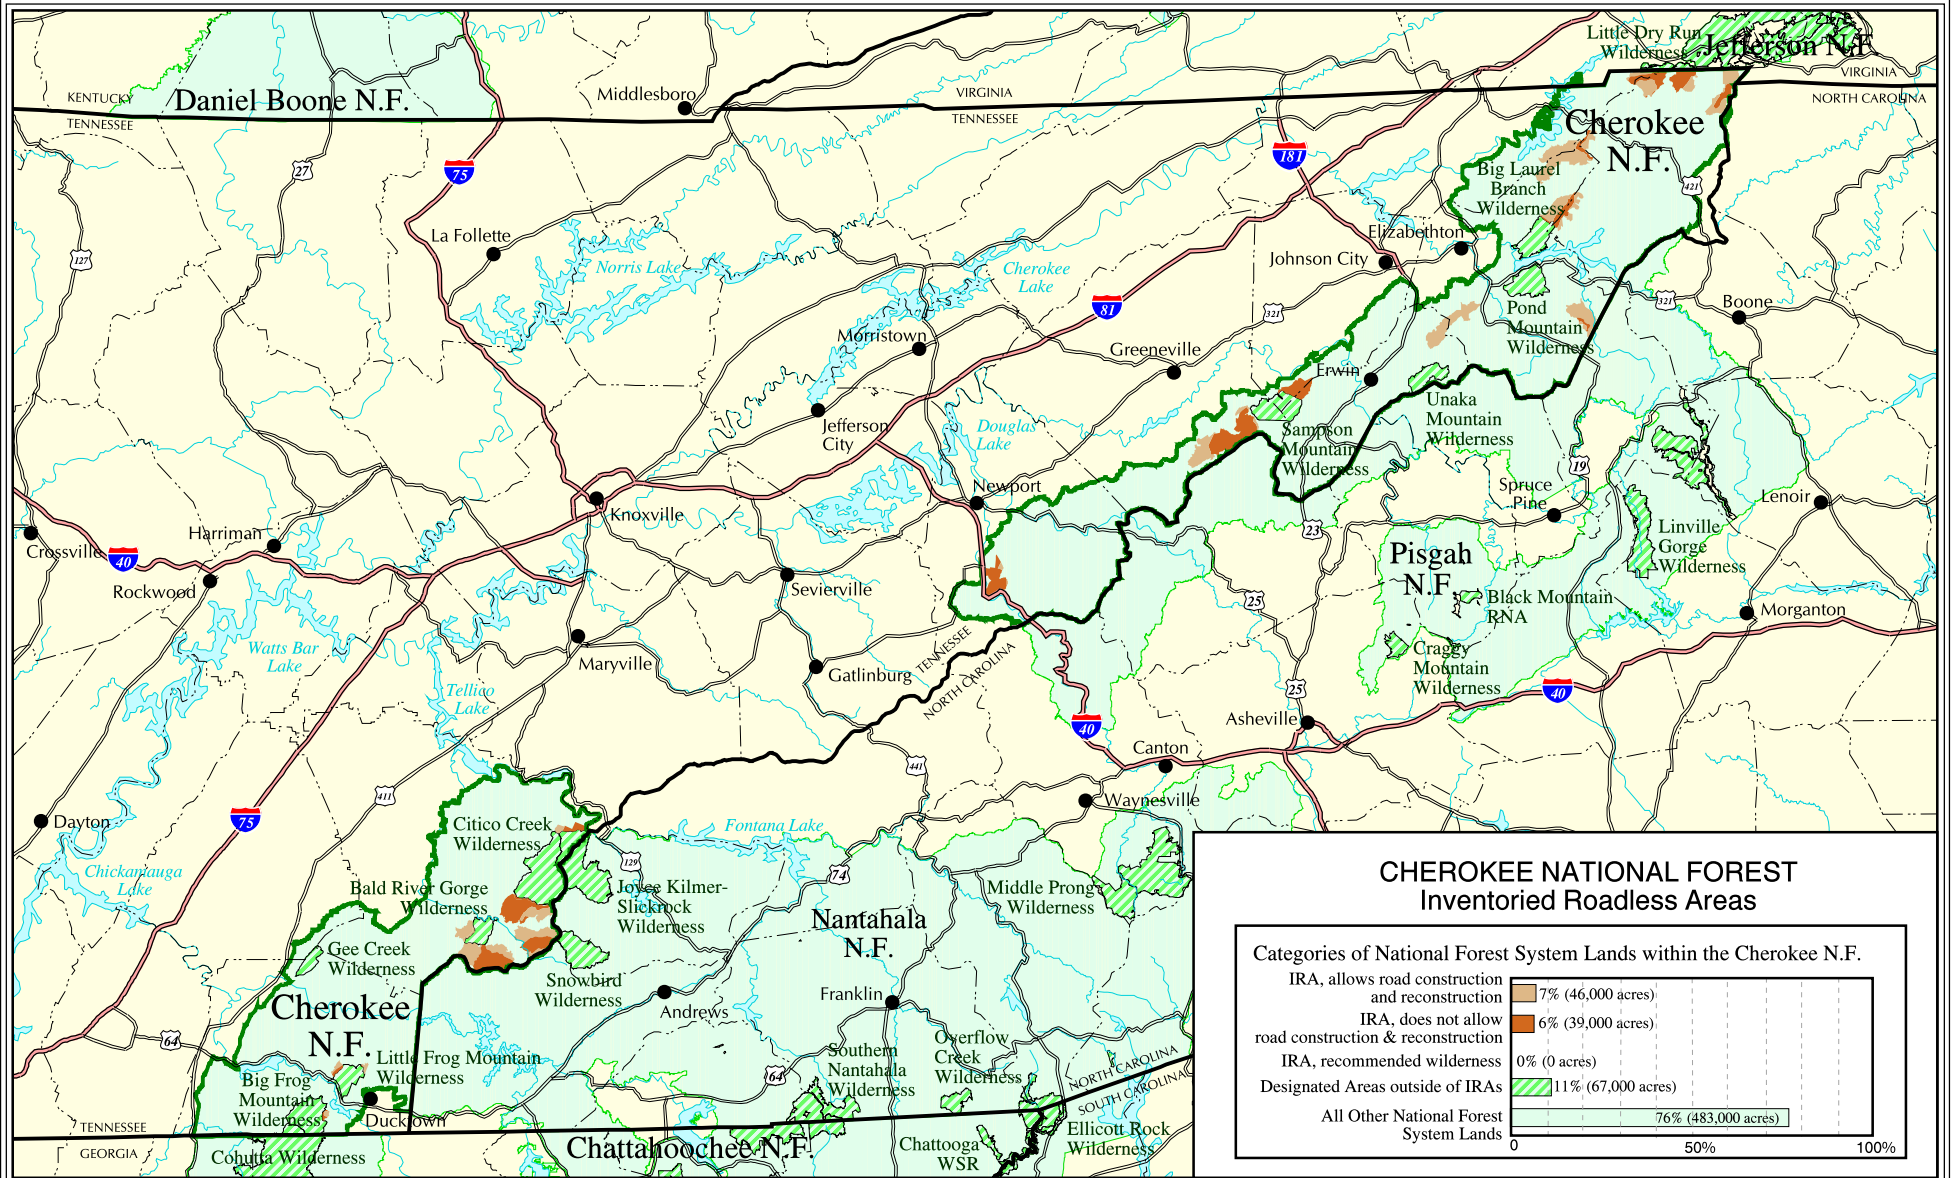 Little Dry Run
Wilderness
Jefferson N.F.
KENTUCKY
TENNESSEE
Daniel Boone N.F.
Middlesboro
VIRGINIA
TENNESSEE
VIRGINIA
NORTH CAROLINA
Cherokee
N.F.
27
75
181
421
127
Big Laurel
Branch
Wilderness
La Follette
Norris Lake
Cherokee
Lake
Elizabethton
Johnson City
81
321
321
Boone
Pond
Mountain
Wilderness
Morristown
Greeneville
Erwin
Jefferson
City
Douglas
Lake
Unaka
Mountain
Wilderness
Sampson
Mountain
Wilderness
19
Newport
Spruce
Pine
Lenoir
Knoxville
Harriman
Crossville
40
Rockwood
23
Linville
Gorge
Wilderness
Pisgah
N.F.
Sevierville
25
Black Mountain
RNA
Morganton
Watts Bar
Lake
Maryville
Gatlinburg
TENNESSEE
NORTH CAROLINA
Craggy
Mountain
Wilderness
Tellico
Lake
25
40
Asheville
40
Canton
441
411
Waynesville
75
Dayton
Citico Creek
Wilderness
Fontana Lake
129
74
Chickamauga
Lake
Bald River Gorge
Wilderness
Joyce Kilmer-
Slickrock
Wilderness
Middle Prong
Wilderness
Nantahala
N.F.
Gee Creek
Wilderness
Snowbird
Wilderness
Franklin
Andrews
Cherokee
N.F.
64
Little Frog Mountain
Wilderness
Southern
Nantahala
Wilderness
Overflow
Creek
Wilderness
64
NORTH CAROLINA
SOUTH CAROLINA
Big Frog
Mountain
Wilderness
Ducktown
TENNESSEE
GEORGIA
Cohutta Wilderness
Chattahoochee N.F.
Chattooga
WSR
Ellicott Rock
Wilderness
CHEROKEE NATIONAL FOREST
Inventoried Roadless Areas
Categories of National Forest System Lands within the Cherokee N.F.
IRA, allows road construction
and reconstruction
7% (46,000 acres)
IRA, does not allow
road construction & reconstruction
6% (39,000 acres)
IRA, recommended wilderness
0% (0 acres)
Designated Areas outside of IRAs
11% (67,000 acres)
All Other National Forest
System Lands
76% (483,000 acres)
0 50% 100%